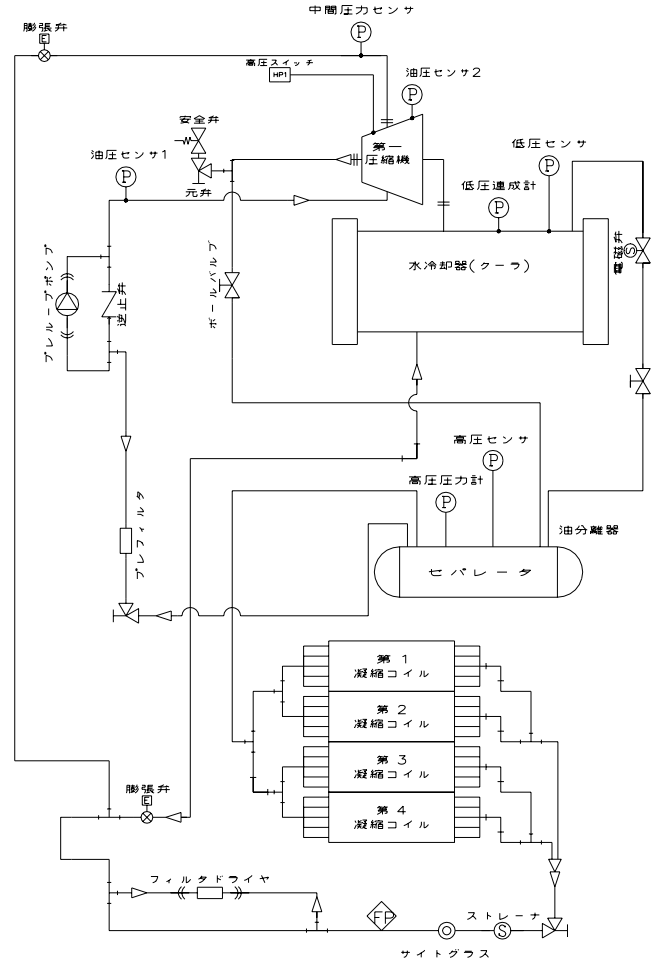 中間圧力センサ
P
膨張弁
E
高圧スイッチ
HP1
油圧センサ2
P
安全弁
第一
圧縮機
油圧センサ1
P
元弁
低圧センサ
P
低圧連成計
P
電磁弁
S
水冷却器(クーラ)
プレルーブポンプ
逆止弁
ボールバルブ
高圧センサ
P
高圧圧力計
P
プレフィルタ
油分離器
セパレータ
第 1
凝縮コイル
第 2
凝縮コイル
第 3
凝縮コイル
第 4
凝縮コイル
膨張弁
E
フィルタドライヤ
FP
ストレーナ
S
サイトグラス